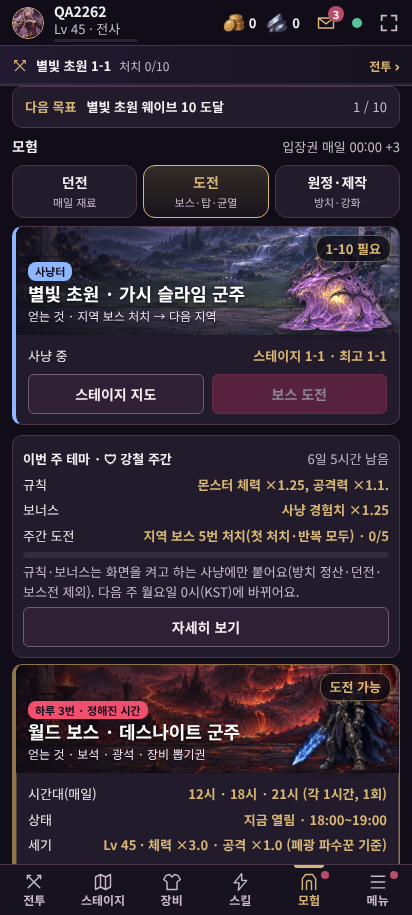 QA2262
Lv 45 · 전사
0
0
3
별빛 초원 1-1 처치 0/10
전투 ›
다음 목표 별빛 초원 웨이브 10 도달
1 / 10
모험
입장권 매일 00:00 +3
던전
매일 재료
도전
보스·탑·균열
원정·제작
방치·강화
1-10 필요
사냥터
별빛 초원 · 가시 슬라임 군주
얻는 것 · 지역 보스 처치 → 다음 지역
사냥 중
스테이지 1-1 · 최고 1-1
스테이지 지도
보스 도전
이번 주 테마 · 🛡 강철 주간
6일 5시간 남음
규칙
몬스터 체력 ×1.25, 공격력 ×1.1.
보너스
사냥 경험치 ×1.25
주간 도전
지역 보스 5번 처치(첫 처치·반복 모두) · 0/5
규칙·보너스는 화면을 켜고 하는 사냥에만 붙어요(방치 정산·던전·
보스전 제외). 다음 주 월요일 0시(KST)에 바뀌어요.
자세히 보기
도전 가능
하루 3번 · 정해진 시간
월드 보스 · 데스나이트 군주
얻는 것 · 보석 · 광석 · 장비 뽑기권
시간대(매일)
12시 · 18시 · 21시 (각 1시간, 1회)
상태
지금 열림 · 18:00~19:00
세기
Lv 45 · 체력 ×3.0 · 공격 ×1.0 (폐광 파수꾼 기준)
전투
스테이지
장비
스킬
모험
메뉴